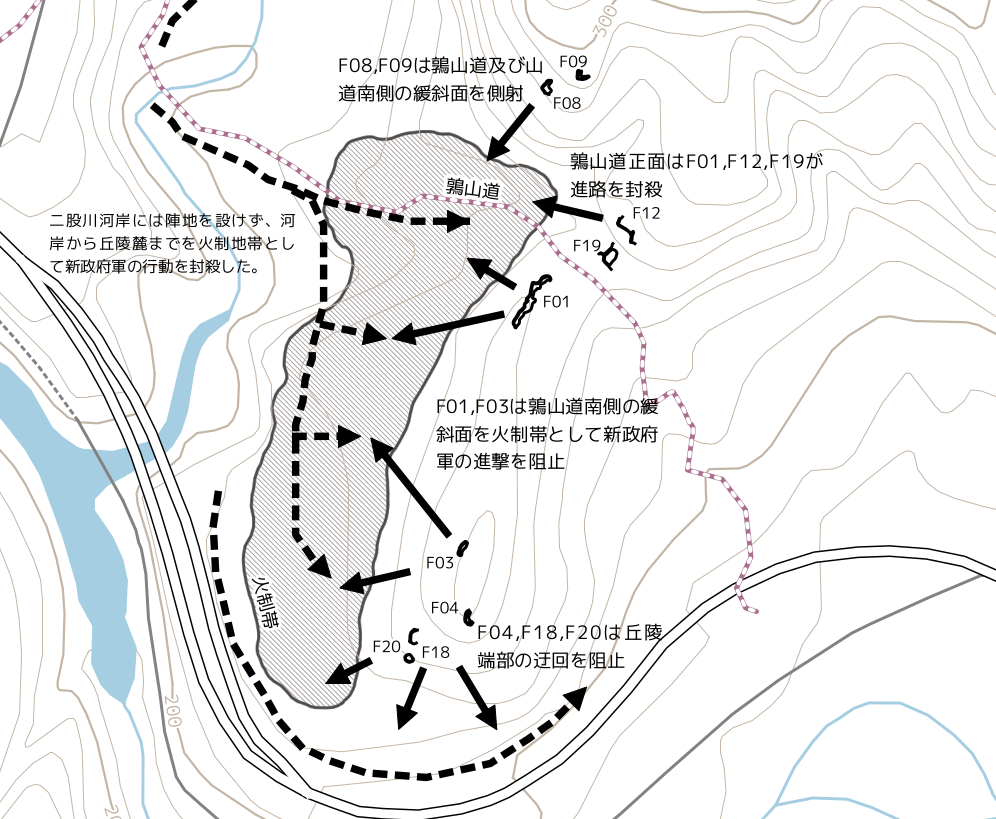 300
F08,F09は鶉山道及び山
道南側の緩斜面を側射
F09
F08
鶉山道正面はF01,F12,F19が
進路を封殺
鶉山道
F12
F19
二股川河岸には陣地を設けず、河
岸から丘陵麓までを火制地帯とし
て新政府軍の行動を封殺した。
F01
F01,F03は鶉山道南側の緩
斜面を火制帯として新政府
軍の進撃を阻止
F03
火制帯
F04
F04,F18,F20は丘陵
端部の迂回を阻止
F20
F18
200